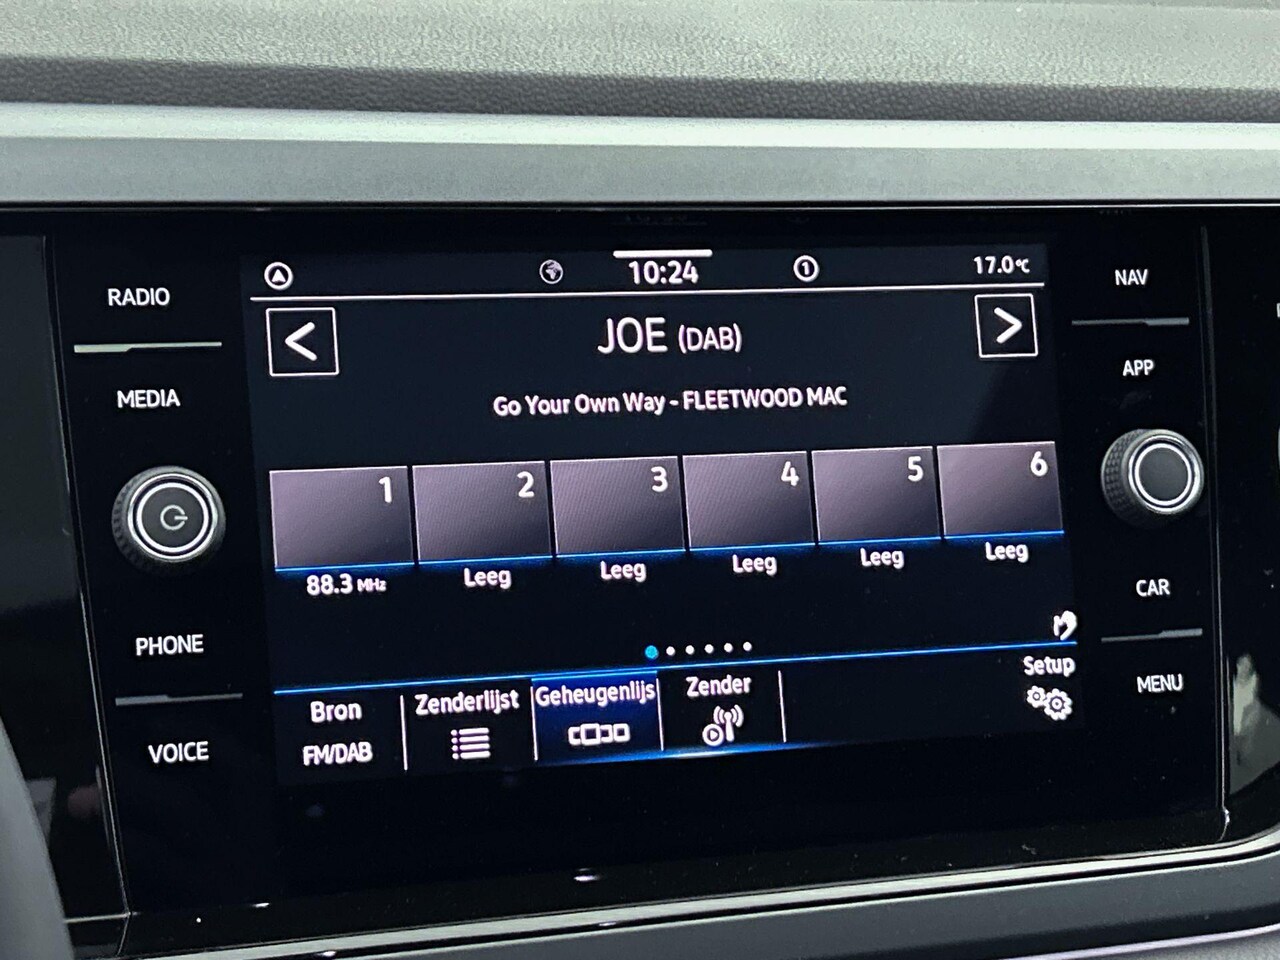 RADIO
MEDIA
PHONE
VOICE
10:24
1
17.0°C
<
JOE (DAB)
>
Go Your Own Way - FLEETWOOD MAC
1
2
3
4
5
6
88.3 MHz
Leeg
Leeg
Leeg
Leeg
Leeg
Bron
FM/DAB
Zenderlijst
Geheugenlijs
Zender
Setup
NAV
APP
CAR
MENU